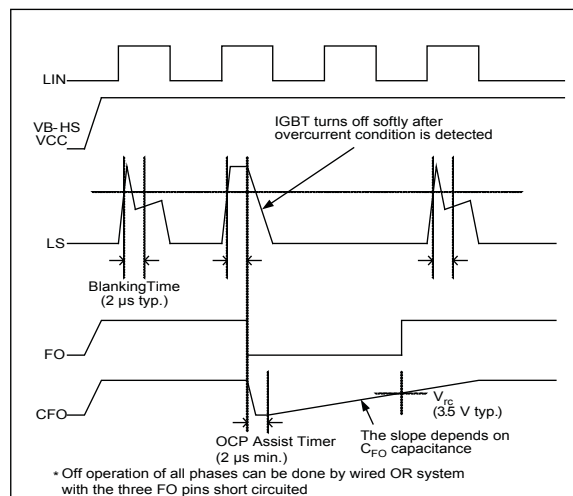 LIN
VB-HS
VCC
IGBT turns off softly after
overcurrent condition is detected
LS
BlankingTime
(2 µs typ.)
FO
CFO
Vrc
(3.5 V typ.)
OCP Assist Timer
(2 µs min.)
The slope depends on
CFO capacitance
* Off operation of all phases can be done by wired OR system
with the three FO pins short circuited